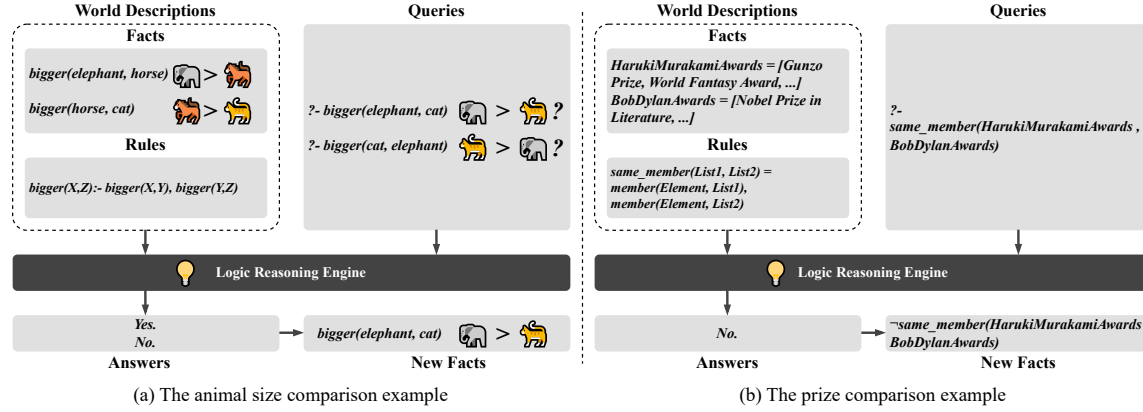 World Descriptions
Queries
Facts
bigger(elephant, horse) >
bigger(horse, cat) >
Rules
bigger(X,Z):- bigger(X,Y), bigger(Y,Z)
?- bigger(elephant, cat) > ?
?- bigger(cat, elephant) > ?
Logic Reasoning Engine
Yes.
No.
bigger(elephant, cat) >
Answers
New Facts
(a) The animal size comparison example
World Descriptions
Queries
Facts
HarukiMurakamiAwards = [Gunzo
Prize, World Fantasy Award, ...]
BobDylanAwards = [Nobel Prize in
Literature, ...]
Rules
same_member(List1, List2) =
member(Element, List1),
member(Element, List2)
?-
same_member(HarukiMurakamiAwards ,
BobDylanAwards)
Logic Reasoning Engine
No.
¬same_member(HarukiMurakamiAwards
BobDylanAwards)
Answers
New Facts
(b) The prize comparison example